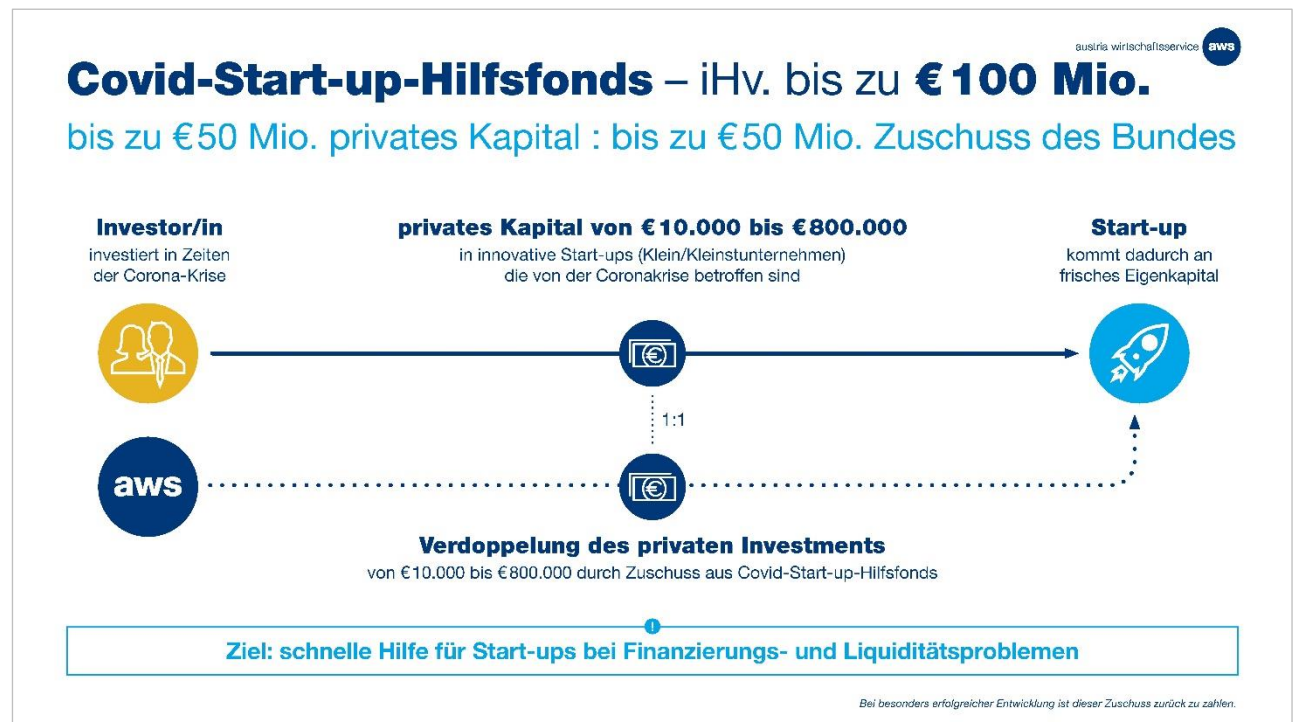 austria wirtschaftsservice aws
Covid-Start-up-Hilfsfonds – iHv. bis zu € 100 Mio.
bis zu €50 Mio. privates Kapital : bis zu €50 Mio. Zuschuss des Bundes
Investor/in
investiert in Zeiten
der Corona-Krise
privates Kapital von €10.000 bis €800.000
in innovative Start-ups (Klein/Kleinstunternehmen)
die von der Coronakrise betroffen sind
Start-up
kommt dadurch an
frisches Eigenkapital
€
1:1
aws
€
Verdoppelung des privaten Investments
von €10.000 bis €800.000 durch Zuschuss aus Covid-Start-up-Hilfsfonds
!
Ziel: schnelle Hilfe für Start-ups bei Finanzierungs- und Liquiditätsproblemen
Bei besonders erfolgreicher Entwicklung ist dieser Zuschuss zurück zu zahlen.